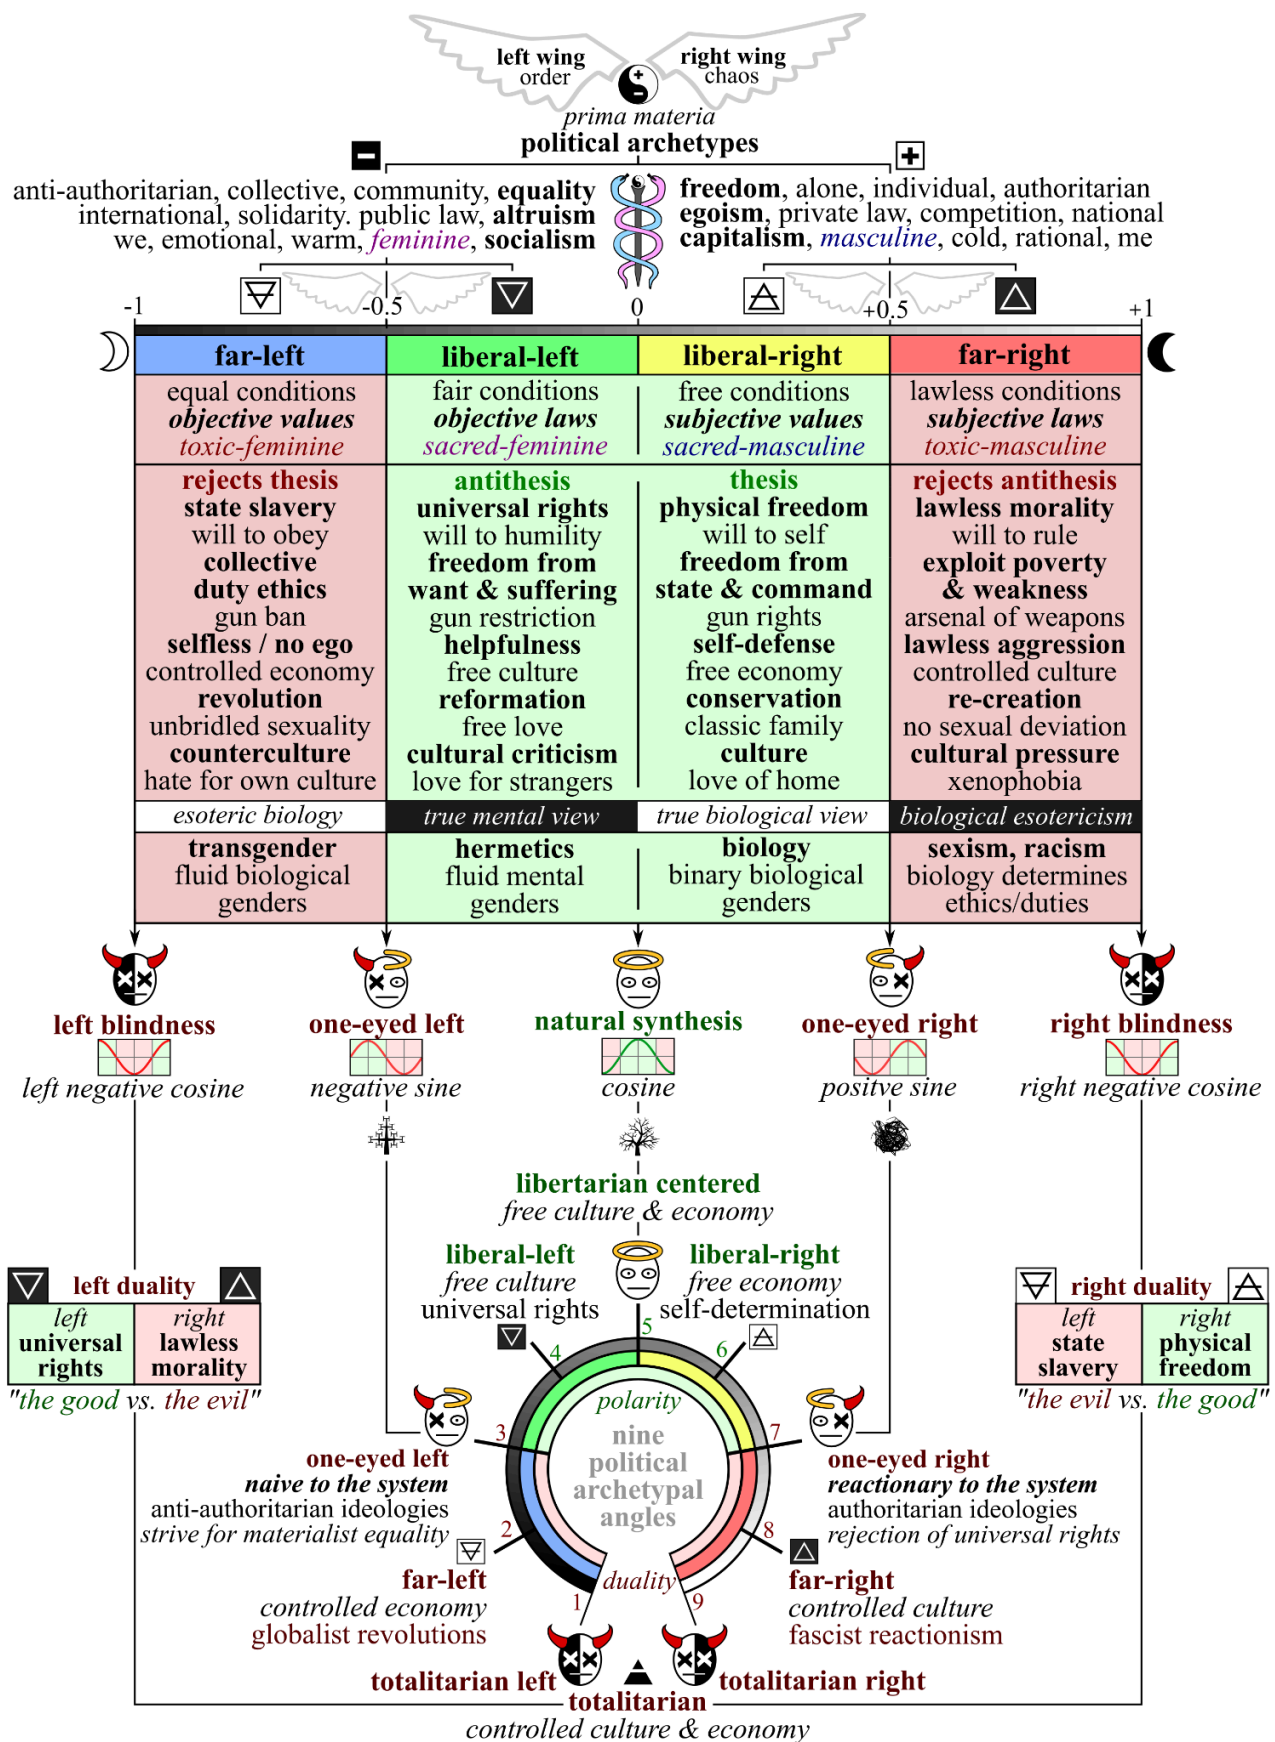 left wing
order
right wing
chaos
prima materia
political archetypes
anti-authoritarian, collective, community, equality
international, solidarity. public law, altruism
we, emotional, warm, feminine, socialism
freedom, alone, individual, authoritarian
egoism, private law, competition, national
capitalism, masculine, cold, rational, me
-1
-0.5
0
+0.5
+1
far-left
liberal-left
liberal-right
far-right
equal conditions
objective values
toxic-feminine
fair conditions
objective laws
sacred-feminine
free conditions
subjective values
sacred-masculine
lawless conditions
subjective laws
toxic-masculine
rejects thesis
state slavery
will to obey
collective
duty ethics
gun ban
selfless / no ego
controlled economy
revolution
unbridled sexuality
counterculture
hate for own culture
antithesis
universal rights
will to humility
freedom from
want & suffering
gun restriction
helpfulness
free culture
reformation
free love
cultural criticism
love for strangers
thesis
physical freedom
will to self
freedom from
state & command
gun rights
self-defense
free economy
conservation
classic family
culture
love of home
rejects antithesis
lawless morality
will to rule
exploit poverty
& weakness
arsenal of weapons
lawless aggression
controlled culture
re-creation
no sexual deviation
cultural pressure
xenophobia
esoteric biology
true mental view
true biological view
biological esotericism
transgender
fluid biological
genders
hermetics
fluid mental
genders
biology
binary biological
genders
sexism, racism
biology determines
ethics/duties
left blindness
left negative cosine
one-eyed left
negative sine
natural synthesis
cosine
one-eyed right
positve sine
right blindness
right negative cosine
libertarian centered
free culture & economy
liberal-left
free culture
universal rights
liberal-right
free economy
self-determination
left duality
left
universal
rights
right
lawless
morality
"the good vs. the evil"
right duality
left
state
slavery
right
physical
freedom
"the evil vs. the good"
5
4
6
3
7
2
8
1
9
polarity
nine
political
archetypal
angles
duality
one-eyed left
naive to the system
anti-authoritarian ideologies
strive for materialist equality
one-eyed right
reactionary to the system
authoritarian ideologies
rejection of universal rights
far-left
controlled economy
globalist revolutions
far-right
controlled culture
fascist reactionism
totalitarian left
totalitarian right
totalitarian
controlled culture & economy